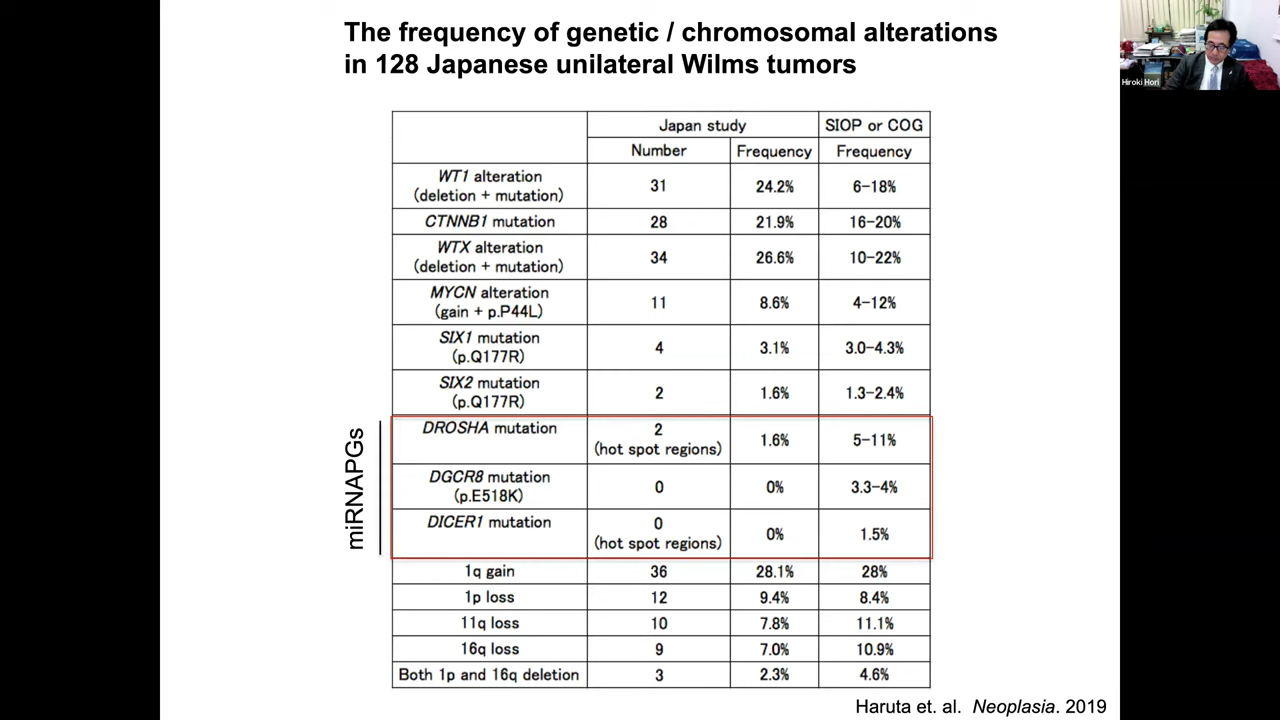 The frequency of genetic / chromosomal alterations
in 128 Japanese unilateral Wilms tumors
Hiroki Hori
Japan study SIOP or COG
Number Frequency Frequency
WT1 alteration
(deletion + mutation) 31 24.2% 6-18%
CTNNB1 mutation 28 21.9% 16-20%
WTX alteration
(deletion + mutation) 34 26.6% 10-22%
MYCN alteration
(gain + p.P44L) 11 8.6% 4-12%
SIX1 mutation
(p.Q177R) 4 3.1% 3.0-4.3%
SIX2 mutation
(p.Q177R) 2 1.6% 1.3-2.4%
miRNAPGs
DROSHA mutation 2
(hot spot regions) 1.6% 5-11%
DGCR8 mutation
(p.E518K) 0 0% 3.3-4%
DICER1 mutation 0
(hot spot regions) 0% 1.5%
1q gain 36 28.1% 28%
1p loss 12 9.4% 8.4%
11q loss 10 7.8% 11.1%
16q loss 9 7.0% 10.9%
Both 1p and 16q deletion 3 2.3% 4.6%
Haruta et. al. Neoplasia. 2019